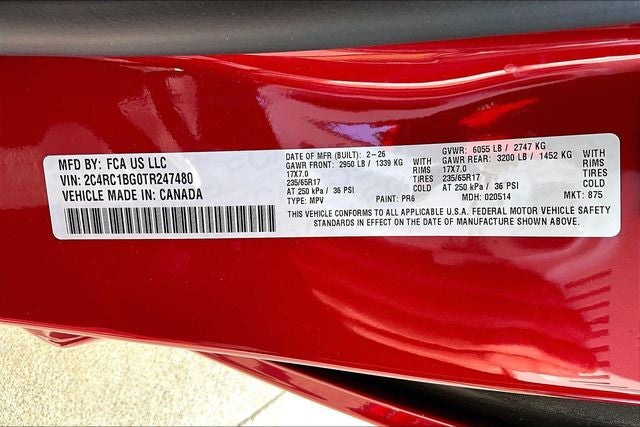 MFD BY: FCA US LLC
VIN: 2C4RC1BG0TR247480
VEHICLE MADE IN: CANADA
DATE OF MFR (BUILT): 2-26
GAWR FRONT: 2950 LB / 1339 KG WITH
17X7.0 RIMS
235/65R17 TIRES
AT 250 kPa / 36 PSI
TYPE: MPV PAINT: PR6
GVWR: 6055 LB / 2747 KG
GAWR REAR: 3200 LB / 1452 KG WITH
17X7.0 RIMS
235/65R17 TIRES
AT 250 kPa / 36 PSI
MDH: 020514 MKT: 875
THIS VEHICLE CONFORMS TO ALL APPLICABLE U.S.A. FEDERAL MOTOR VEHICLE SAFETY
STANDARDS IN EFFECT ON THE DATE OF MANUFACTURE SHOWN ABOVE.